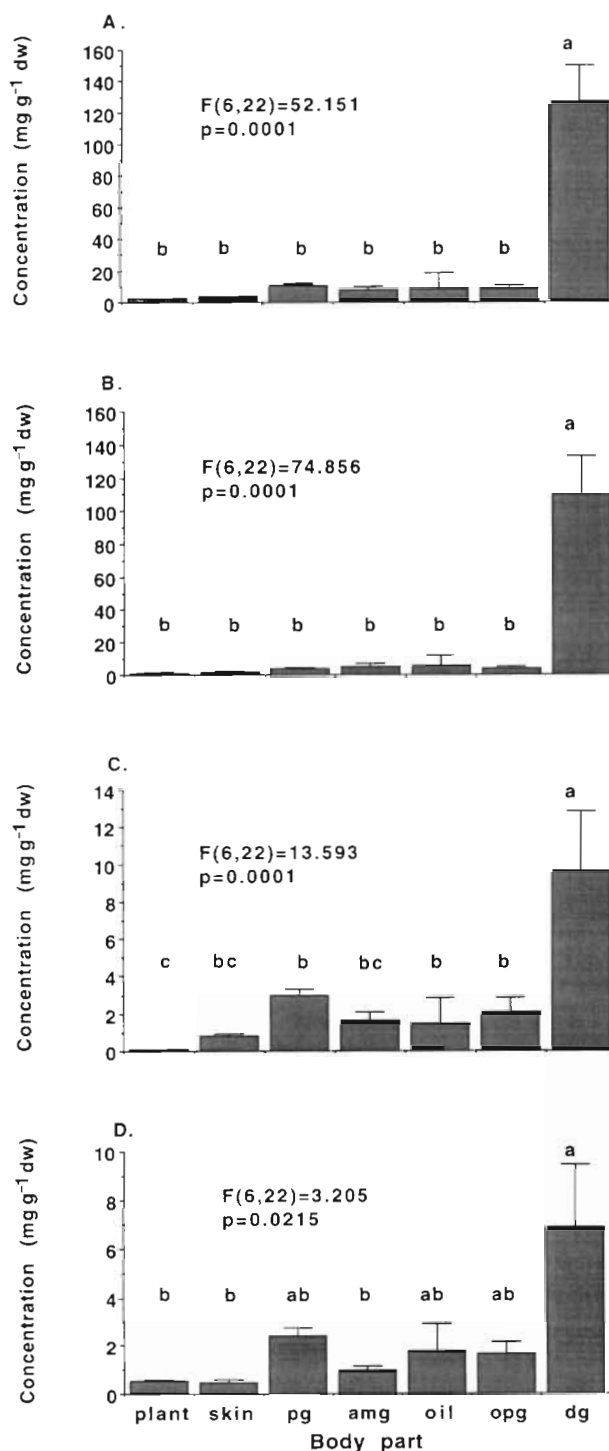 A.
Concentration (mg g⁻¹ dw)
160
140
120
100
80
60
40
20
0
F(6,22)=52.151
p=0.0001
b b b b b b a
B.
Concentration (mg g⁻¹ dw)
160
140
120
100
80
60
40
20
0
F(6,22)=74.856
p=0.0001
b b b b b b a
C.
Concentration (mg g⁻¹ dw)
14
12
10
8
6
4
2
0
F(6,22)=13.593
p=0.0001
c bc b bc b b a
D.
Concentration (mg g⁻¹ dw)
10
8
6
4
2
0
F(6,22)=3.205
p=0.0215
b b ab b ab ab a
plant skin pg amg oil opg dg
Body part